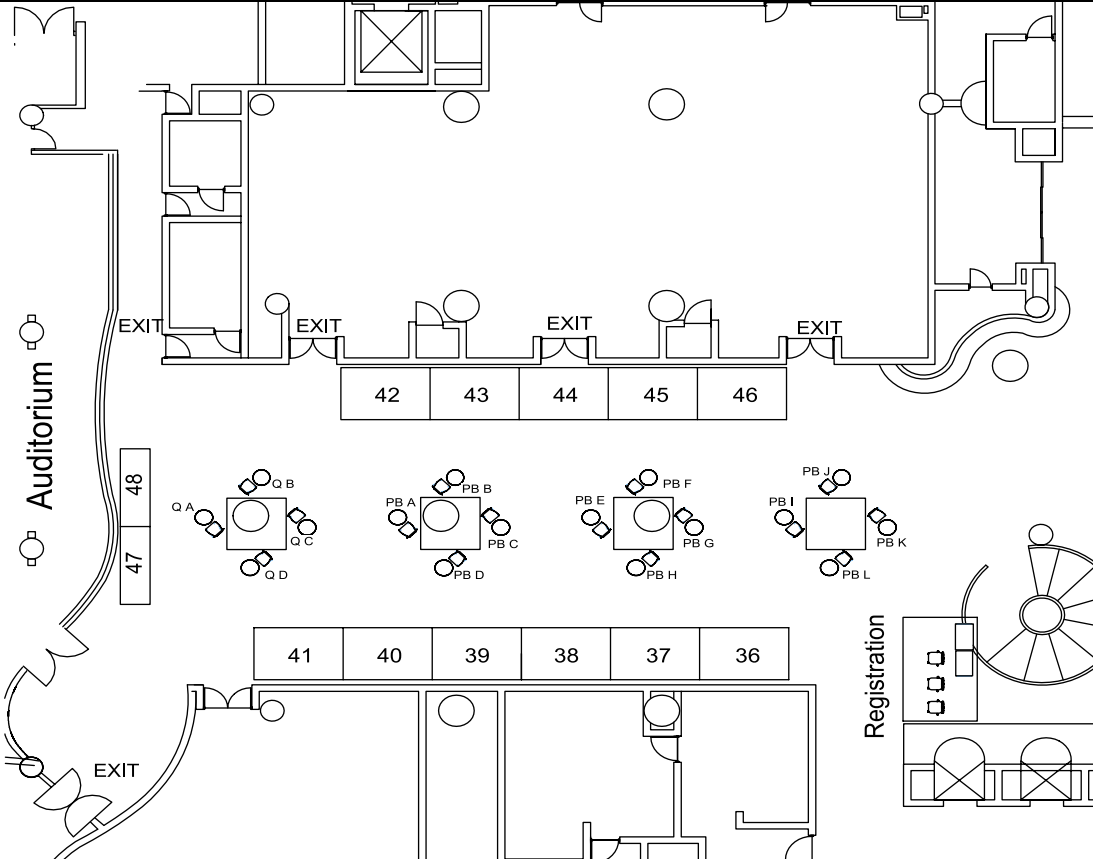 EXIT
EXIT
EXIT
EXIT
Auditorium
42 43 44 45 46
48
47
Q A
Q B
Q C
Q D
PB A
PB B
PB C
PB D
PB E
PB F
PB G
PB H
PB I
PB J
PB K
PB L
41 40 39 38 37 36
Registration
EXIT